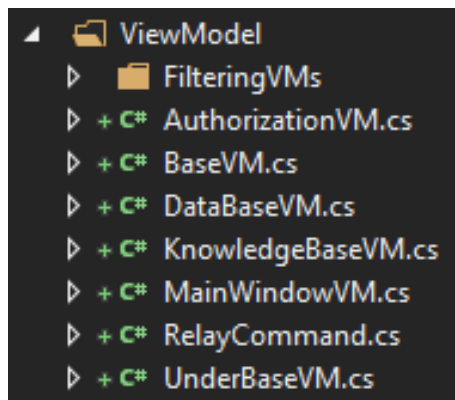 ViewModel
FilteringVMs
+ C# AuthorizationVM.cs
+ C# BaseVM.cs
+ C# DataBaseVM.cs
+ C# KnowledgeBaseVM.cs
+ C# MainWindowVM.cs
+ C# RelayCommand.cs
+ C# UnderBaseVM.cs